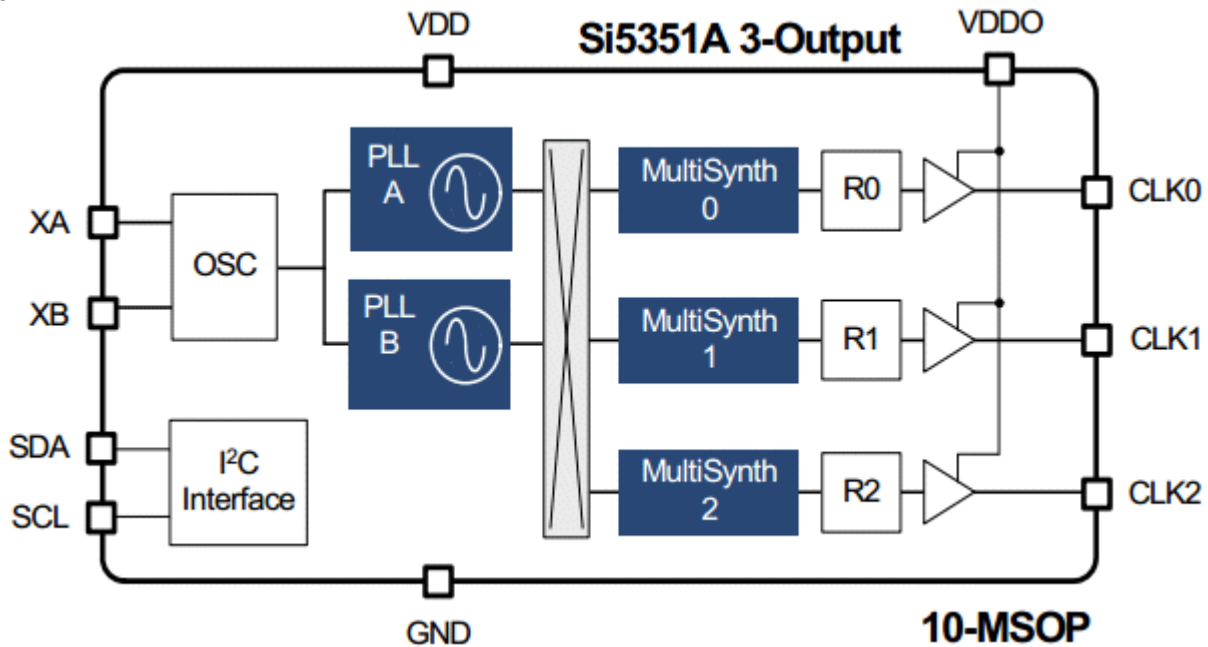 VDD
Si5351A 3-Output
VDDO
XA
XB
OSC
PLL
A
PLL
B
MultiSynth
0
R0
CLK0
MultiSynth
1
R1
CLK1
MultiSynth
2
R2
CLK2
SDA
SCL
I²C
Interface
GND
10-MSOP